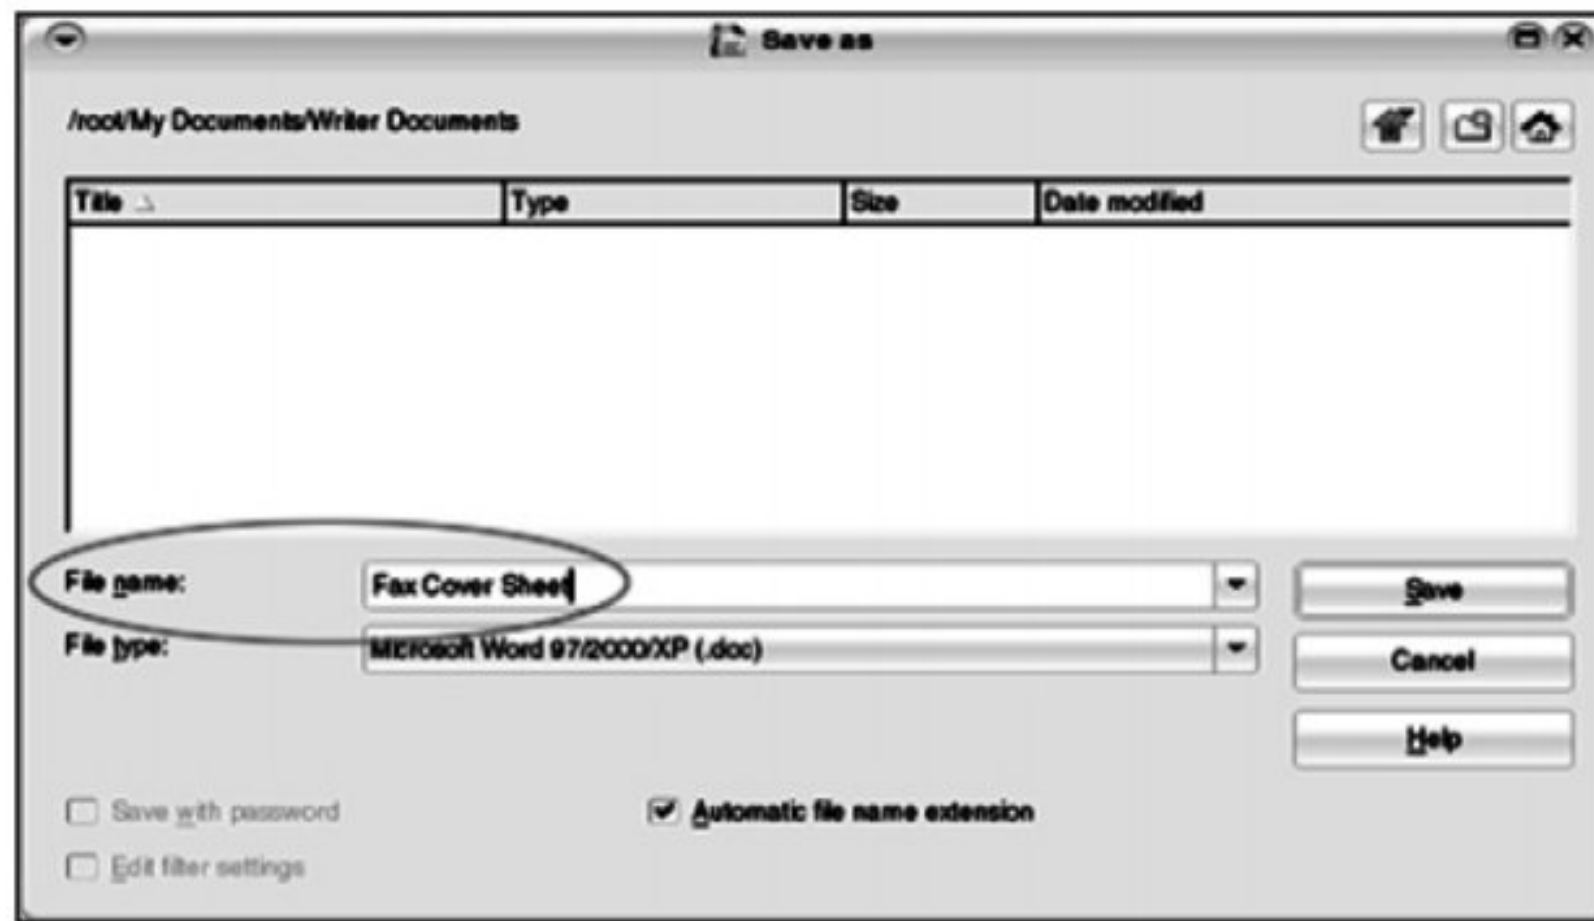 Save as
/root/My Documents/Writer Documents
Title Type Size Date modified
File name: Fax Cover Sheet Save
File type: Microsoft Word 97/2000/XP (.doc) Cancel
Help
Save with password Automatic file name extension
Edit filter settings